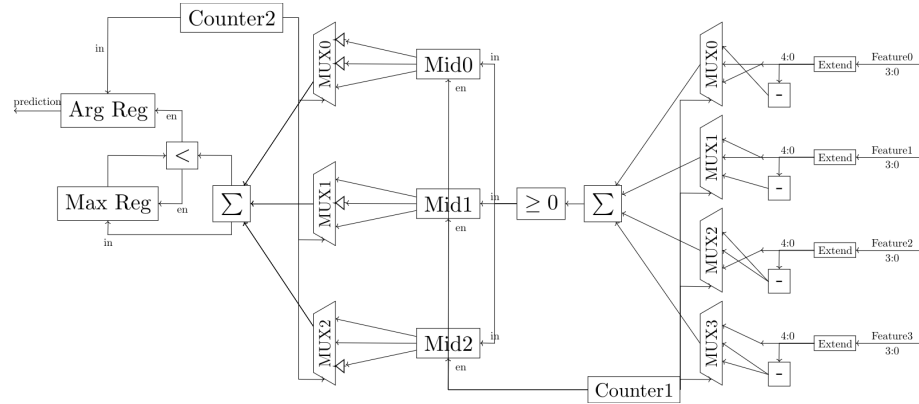 Counter2
in
prediction
Arg Reg
en
<
Max Reg
en
in
Σ
MUX0
MUX1
MUX2
Mid0
in
en
Mid1
in
en
Mid2
in
en
≥ 0
Σ
Counter1
MUX0
4:0
Extend
Feature0
3:0
-
MUX1
4:0
Extend
Feature1
3:0
-
MUX2
4:0
Extend
Feature2
3:0
-
MUX3
4:0
Extend
Feature3
3:0
-